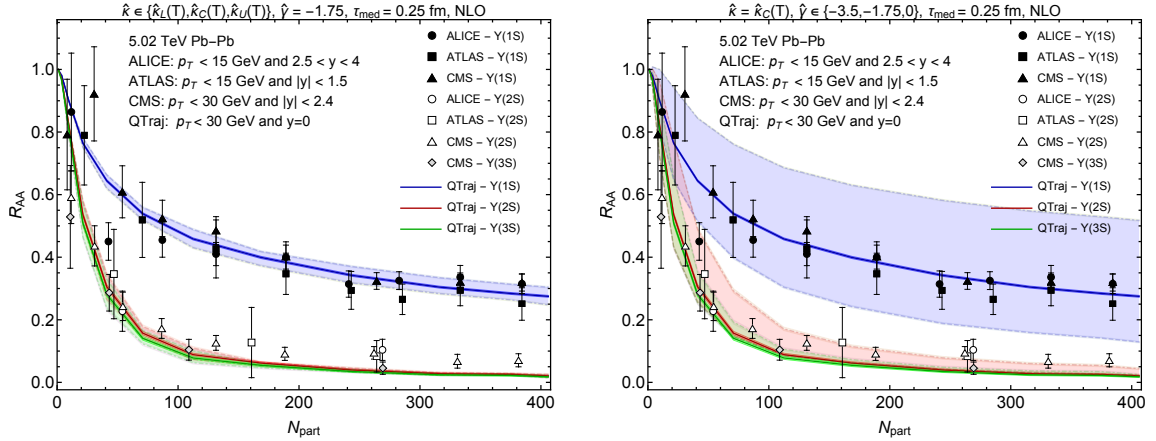 κ̂ ∈ {κ̂_L(T),κ̂_C(T),κ̂_U(T)}, γ̂ = −1.75, τ_med = 0.25 fm, NLO
5.02 TeV Pb−Pb
ALICE: p_T < 15 GeV and 2.5 < y < 4
ATLAS: p_T < 15 GeV and |y| < 1.5
CMS: p_T < 30 GeV and |y| < 2.4
QTraj: p_T < 30 GeV and y=0
ALICE − Υ(1S)
ATLAS − Υ(1S)
CMS − Υ(1S)
ALICE − Υ(2S)
ATLAS − Υ(2S)
CMS − Υ(2S)
CMS − Υ(3S)
QTraj − Υ(1S)
QTraj − Υ(2S)
QTraj − Υ(3S)
R_AA
1.0
0.8
0.6
0.4
0.2
0.0
0 100 200 300 400
N_part
κ̂ = κ̂_C(T), γ̂ ∈ {-3.5,-1.75,0}, τ_med = 0.25 fm, NLO
5.02 TeV Pb−Pb
ALICE: p_T < 15 GeV and 2.5 < y < 4
ATLAS: p_T < 15 GeV and |y| < 1.5
CMS: p_T < 30 GeV and |y| < 2.4
QTraj: p_T < 30 GeV and y=0
ALICE − Υ(1S)
ATLAS − Υ(1S)
CMS − Υ(1S)
ALICE − Υ(2S)
ATLAS − Υ(2S)
CMS − Υ(2S)
CMS − Υ(3S)
QTraj − Υ(1S)
QTraj − Υ(2S)
QTraj − Υ(3S)
R_AA
1.0
0.8
0.6
0.4
0.2
0.0
0 100 200 300 400
N_part